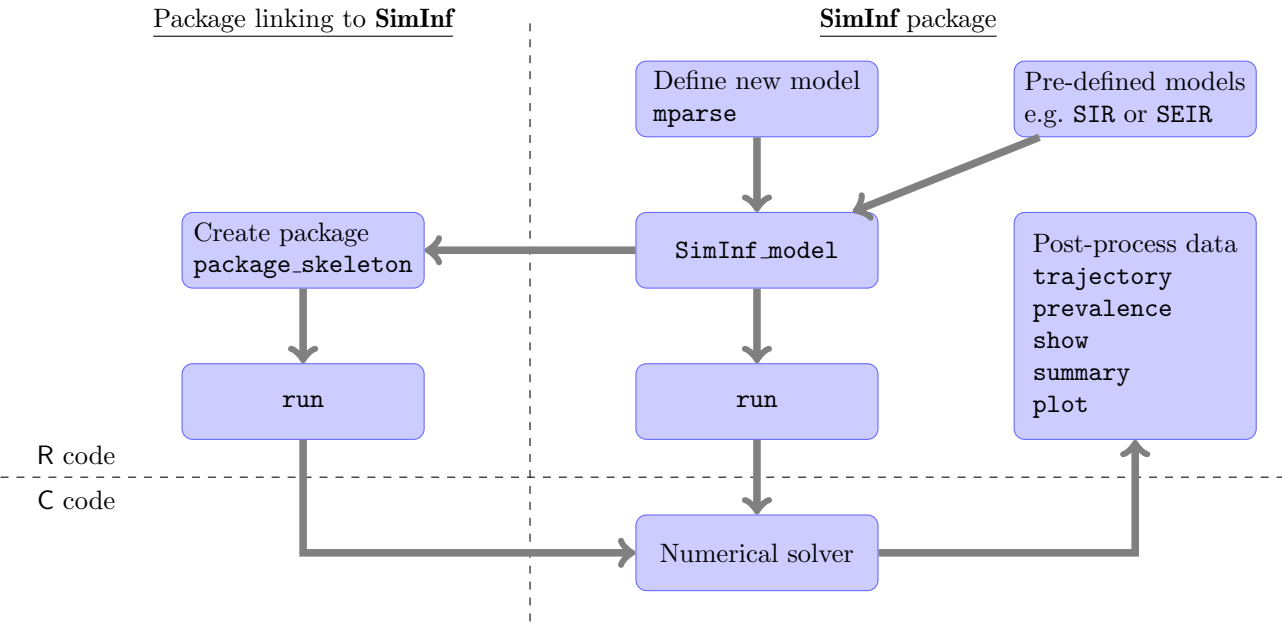 Package linking to SimInf
SimInf package
Define new model
mparse
Pre-defined models
e.g. SIR or SEIR
Create package
package_skeleton
SimInf_model
Post-process data
trajectory
prevalence
show
summary
plot
run
run
R code
C code
Numerical solver